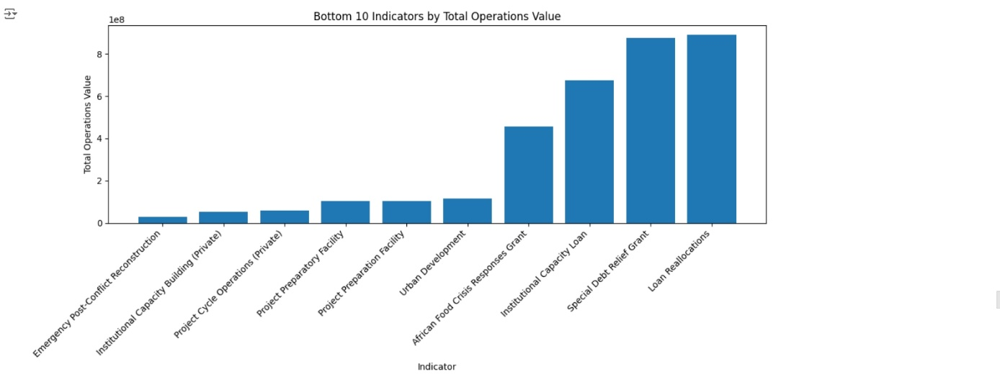 Bottom 10 Indicators by Total Operations Value
1e8
Total Operations Value
8
6
4
2
0
Emergency Post-Conflict Reconstruction
Institutional Capacity Building (Private)
Project Cycle Operations (Private)
Project Preparatory Facility
Project Preparation Facility
Urban Development
African Food Crisis Responses Grant
Institutional Capacity Loan
Special Debt Relief Grant
Loan Reallocations
Indicator